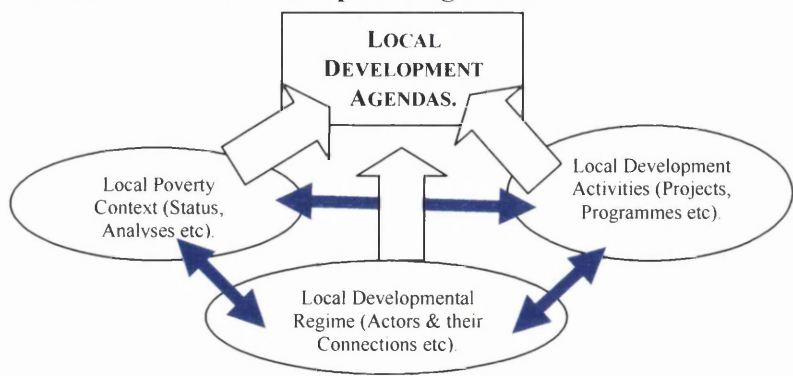 LOCAL
DEVELOPMENT
AGENDAS.
Local Poverty
Context (Status,
Analyses etc).
Local Development
Activities (Projects,
Programmes etc).
Local Developmental
Regime (Actors & their
Connections etc).